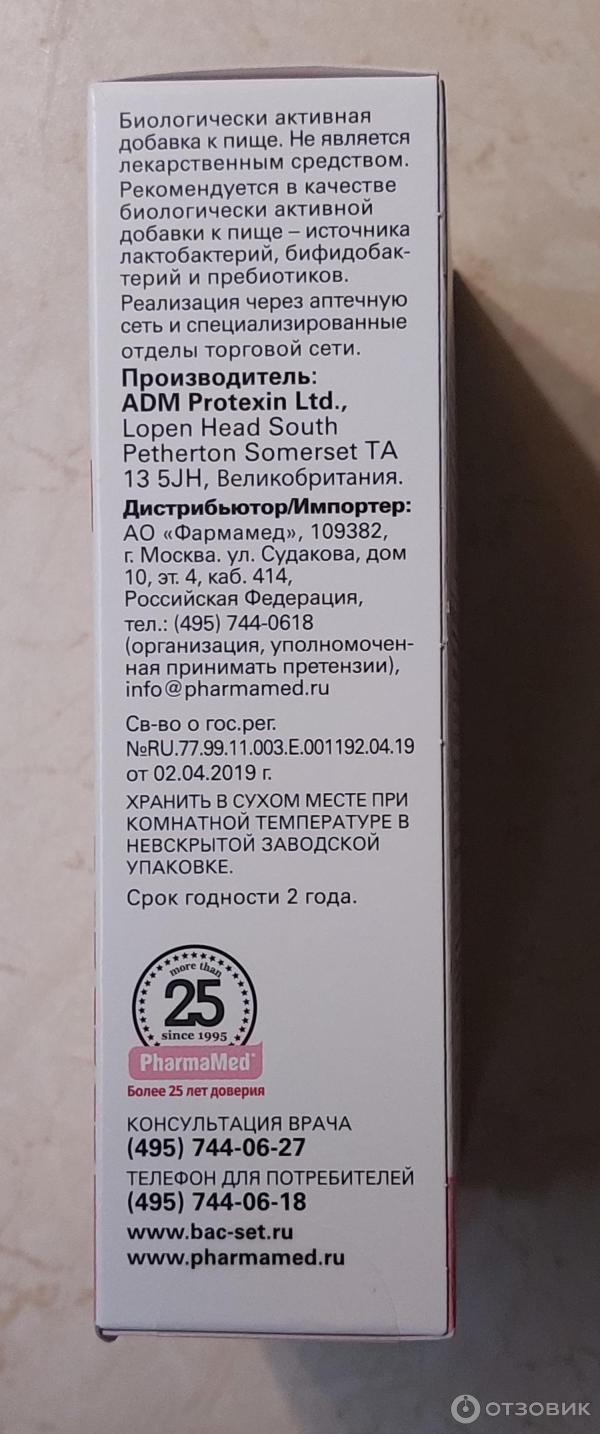 Биологически активная
добавка к пище. Не является
лекарственным средством.
Рекомендуется в качестве
биологически активной
добавки к пище – источника
лактобактерий, бифидобак-
терий и пребиотиков.
Реализация через аптечную
сеть и специализированные
отделы торговой сети.
Производитель:
ADM Protexin Ltd.,
Lopen Head South
Petherton Somerset TA
13 5JH, Великобритания.
Дистрибьютор/Импортер:
АО «Фармамед», 109382,
г. Москва. ул. Судакова, дом
10, эт. 4, каб. 414,
Российская Федерация,
тел.: (495) 744-0618
(организация, уполномочен-
ная принимать претензии),
info@pharmamed.ru
Св-во о гос.рег.
№RU.77.99.11.003.E.001192.04.19
от 02.04.2019 г.
ХРАНИТЬ В СУХОМ МЕСТЕ ПРИ
КОМНАТНОЙ ТЕМПЕРАТУРЕ В
НЕВСКРЫТОЙ ЗАВОДСКОЙ
УПАКОВКЕ.
Срок годности 2 года.
more than
25
since 1995
PharmaMed®
Более 25 лет доверия
КОНСУЛЬТАЦИЯ ВРАЧА
(495) 744-06-27
ТЕЛЕФОН ДЛЯ ПОТРЕБИТЕЛЕЙ
(495) 744-06-18
www.bac-set.ru
www.pharmamed.ru
ОТЗОВИК